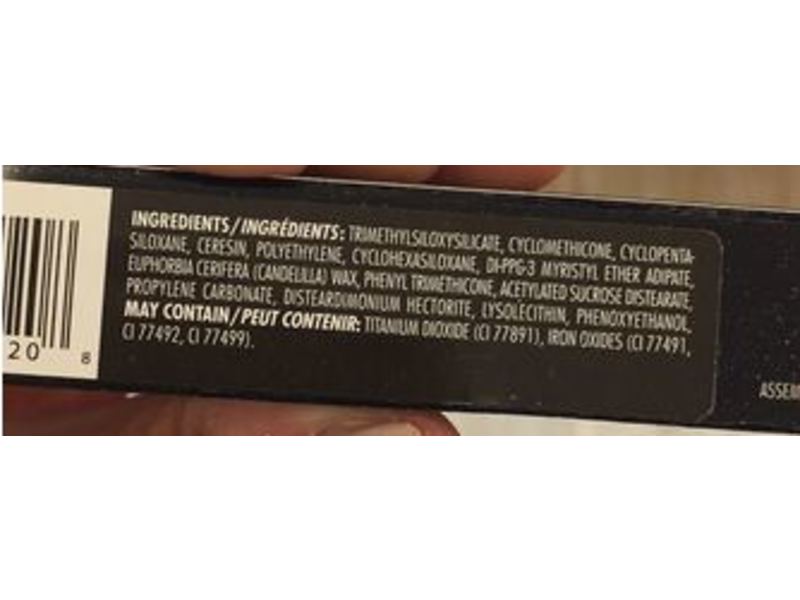 INGREDIENTS/INGRÉDIENTS: TRIMETHYLSILOXYSILICATE, CYCLOMETHICONE, CYCLOPENTA-
SILOXANE, CERESIN, POLYETHYLENE, CYCLOHEXASILOXANE, DI-PPG-3 MYRISTYL ETHER ADIPATE,
EUPHORBIA CERIFERA (CANDELILLA) WAX, PHENYL TRIMETHICONE, ACETYLATED SUCROSE DISTEARATE,
PROPYLENE CARBONATE, DISTEARDIMONIUM HECTORITE, LYSOLECITHIN, PHENOXYETHANOL,
MAY CONTAIN/PEUT CONTENIR: TITANIUM DIOXIDE (CI 77891), IRON OXIDES (CI 77491,
CI 77492, CI 77499).
20 8
ASSEM